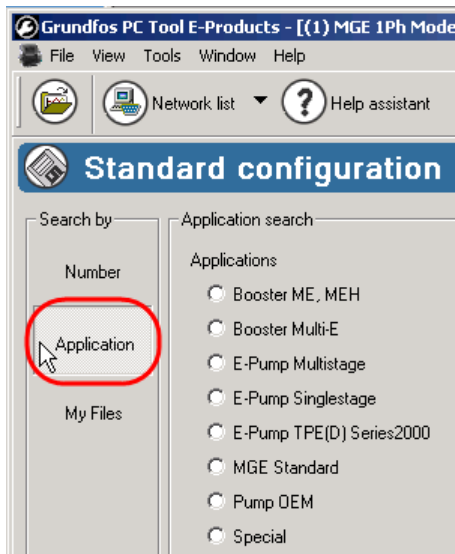 Grundfos PC Tool E-Products - [(1) MGE 1Ph Mode
File View Tools Window Help
Network list Help assistant
Standard configuration
Search by
Application search
Number
Application
My Files
Applications
Booster ME, MEH
Booster Multi-E
E-Pump Multistage
E-Pump Singlestage
E-Pump TPE(D) Series2000
MGE Standard
Pump OEM
Special